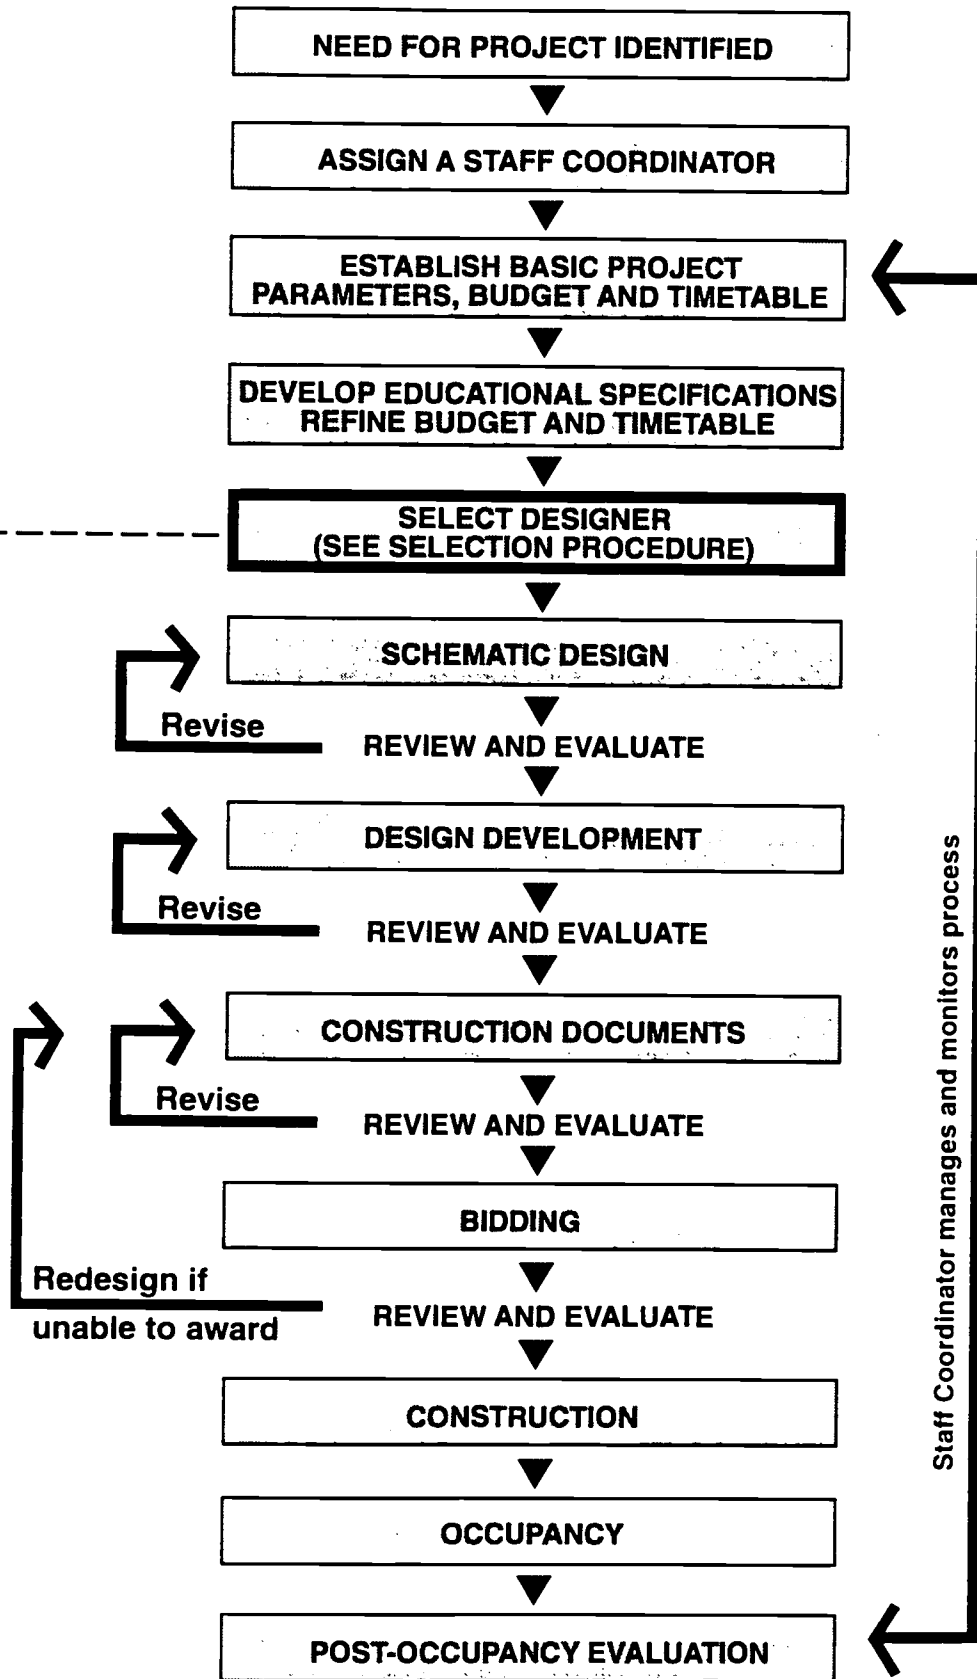 NEED FOR PROJECT IDENTIFIED
ASSIGN A STAFF COORDINATOR
ESTABLISH BASIC PROJECT
PARAMETERS, BUDGET AND TIMETABLE
DEVELOP EDUCATIONAL SPECIFICATIONS
REFINE BUDGET AND TIMETABLE
SELECT DESIGNER
(SEE SELECTION PROCEDURE)
SCHEMATIC DESIGN
Revise
REVIEW AND EVALUATE
DESIGN DEVELOPMENT
Revise
REVIEW AND EVALUATE
CONSTRUCTION DOCUMENTS
Revise
REVIEW AND EVALUATE
BIDDING
Redesign if
unable to award
REVIEW AND EVALUATE
CONSTRUCTION
OCCUPANCY
POST-OCCUPANCY EVALUATION
Staff Coordinator manages and monitors process